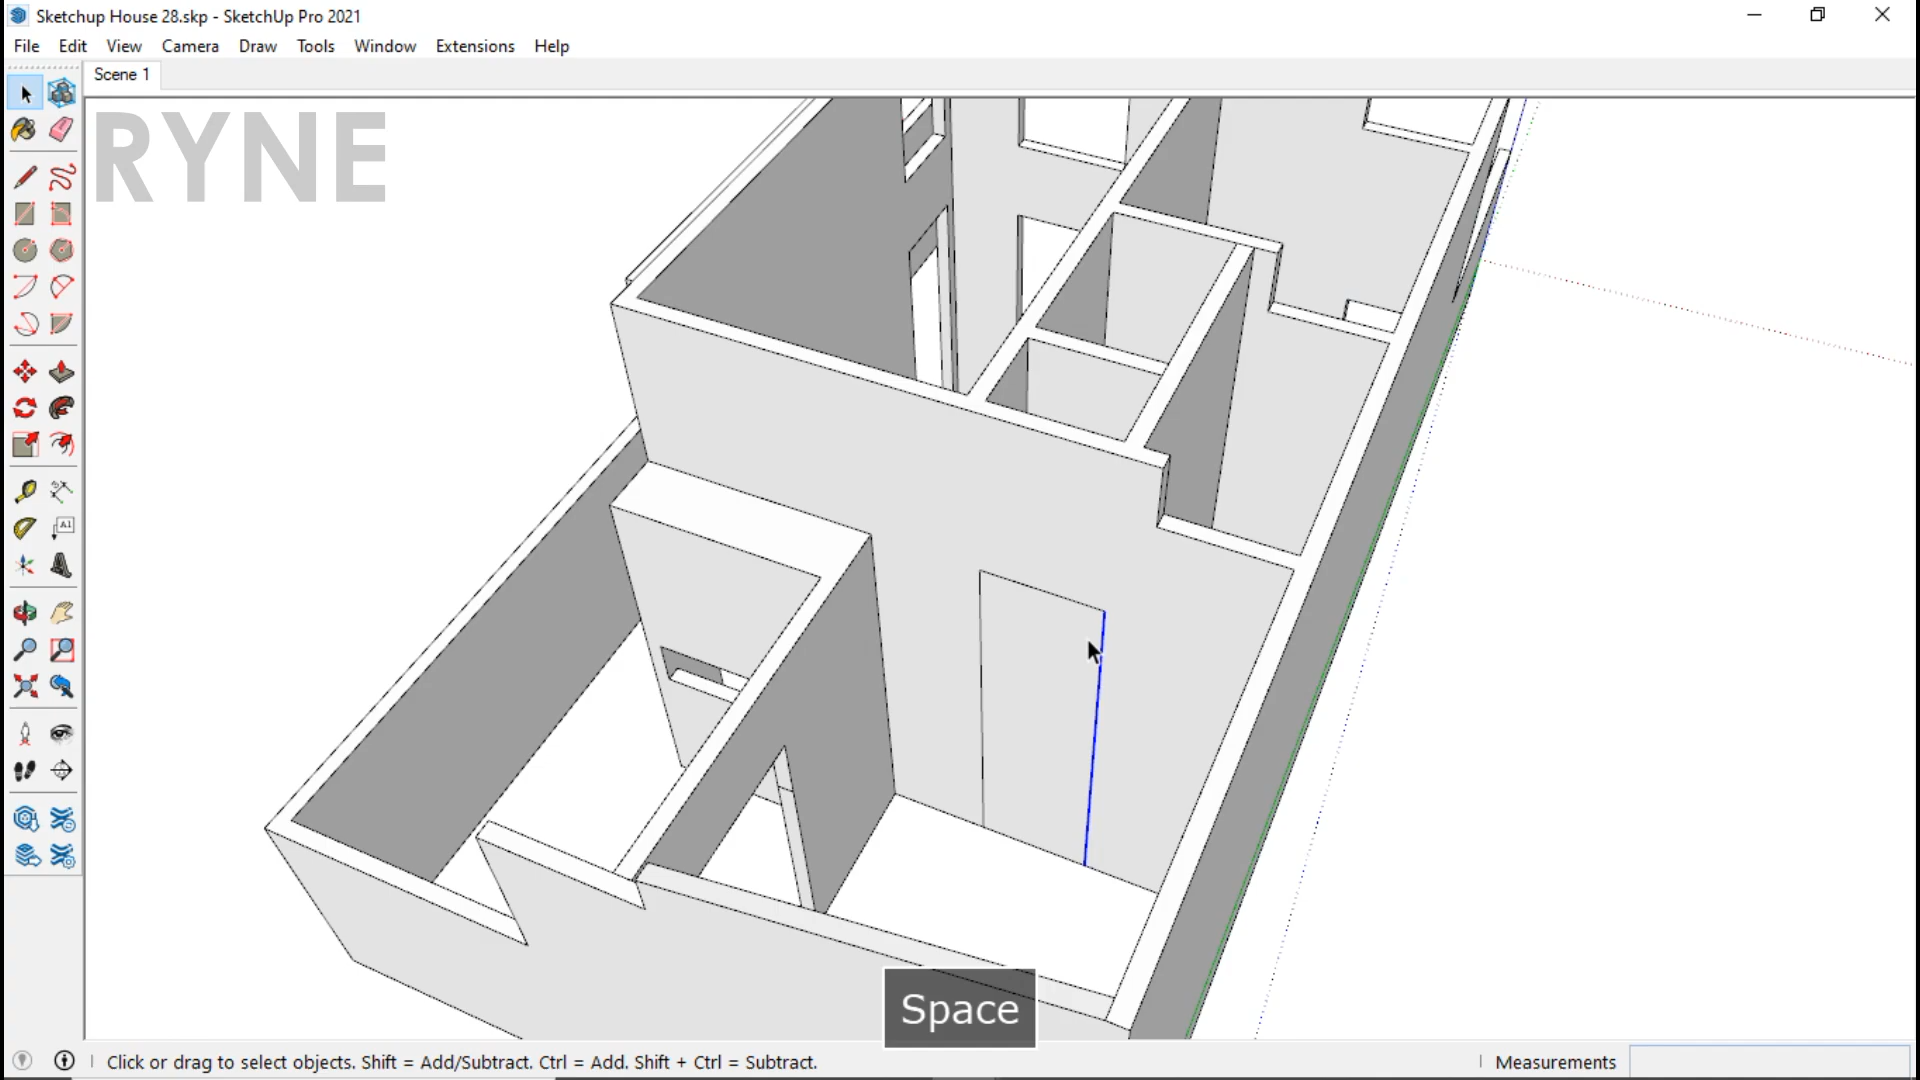 Sketchup House 28.skp - SketchUp Pro 2021
File Edit View Camera Draw Tools Window Extensions Help
Scene 1
RYNE
A1
Space
Click or drag to select objects. Shift = Add/Subtract. Ctrl = Add. Shift + Ctrl = Subtract.
Measurements